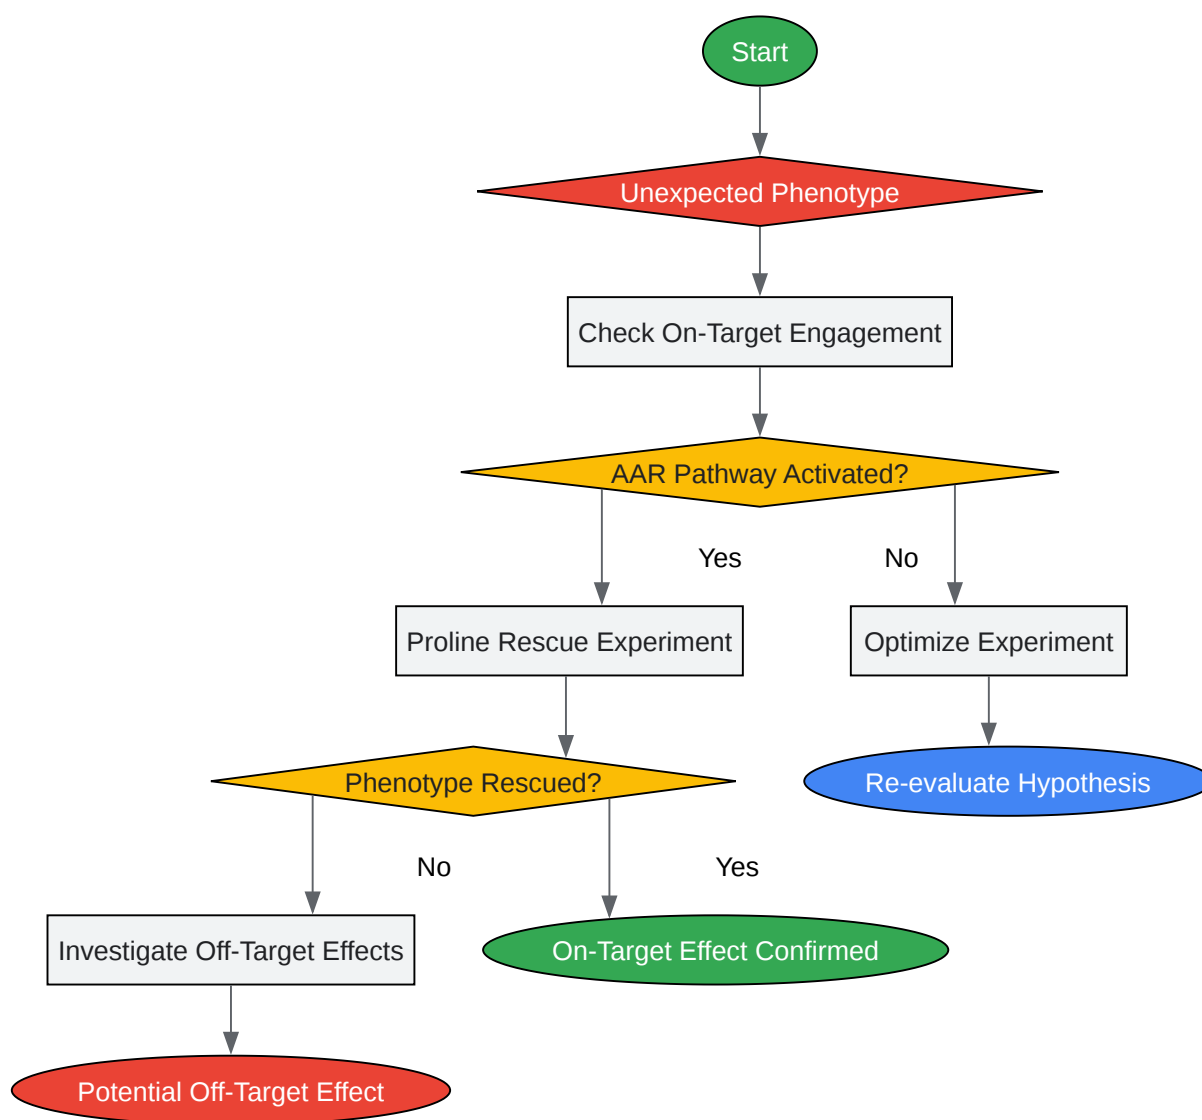 Start
Unexpected Phenotype
Check On-Target Engagement
AAR Pathway Activated?
Yes
No
Proline Rescue Experiment
Optimize Experiment
Phenotype Rescued?
Re-evaluate Hypothesis
No
Yes
Investigate Off-Target Effects
On-Target Effect Confirmed
Potential Off-Target Effect